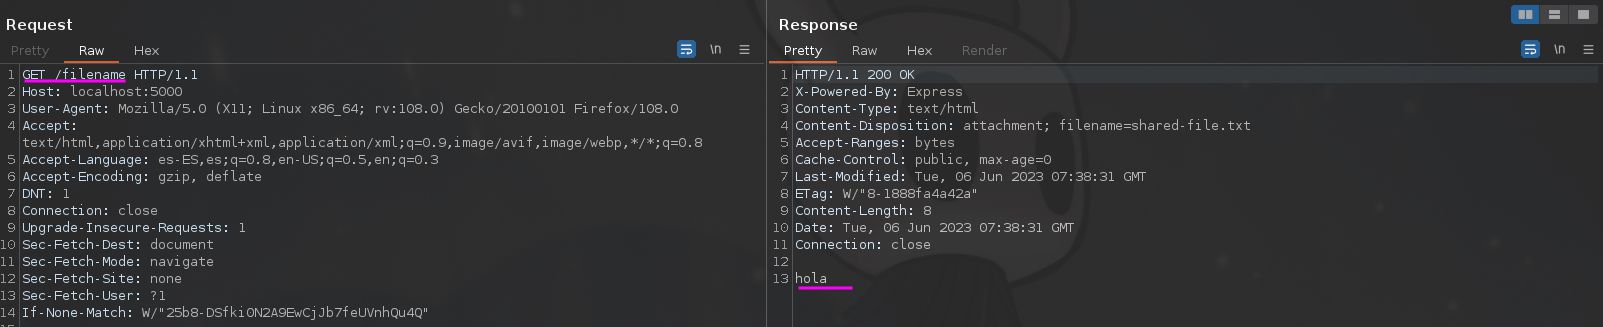 Request
Pretty Raw Hex
\n
1 GET /filename HTTP/1.1
2 Host: localhost:5000
3 User-Agent: Mozilla/5.0 (X11; Linux x86_64; rv:108.0) Gecko/20100101 Firefox/108.0
4 Accept:
text/html,application/xhtml+xml,application/xml;q=0.9,image/avif,image/webp,*/*;q=0.8
5 Accept-Language: es-ES,es;q=0.8,en-US;q=0.5,en;q=0.3
6 Accept-Encoding: gzip, deflate
7 DNT: 1
8 Connection: close
9 Upgrade-Insecure-Requests: 1
10 Sec-Fetch-Dest: document
11 Sec-Fetch-Mode: navigate
12 Sec-Fetch-Site: none
13 Sec-Fetch-User: ?1
14 If-None-Match: W/"25b8-DSfki0N2A9EwCjJb7feUVnhQu4Q"
Response
Pretty Raw Hex Render
\n
1 HTTP/1.1 200 OK
2 X-Powered-By: Express
3 Content-Type: text/html
4 Content-Disposition: attachment; filename=shared-file.txt
5 Accept-Ranges: bytes
6 Cache-Control: public, max-age=0
7 Last-Modified: Tue, 06 Jun 2023 07:38:31 GMT
8 ETag: W/"8-1888fa4a42a"
9 Content-Length: 8
10 Date: Tue, 06 Jun 2023 07:38:31 GMT
11 Connection: close
12
13 hola